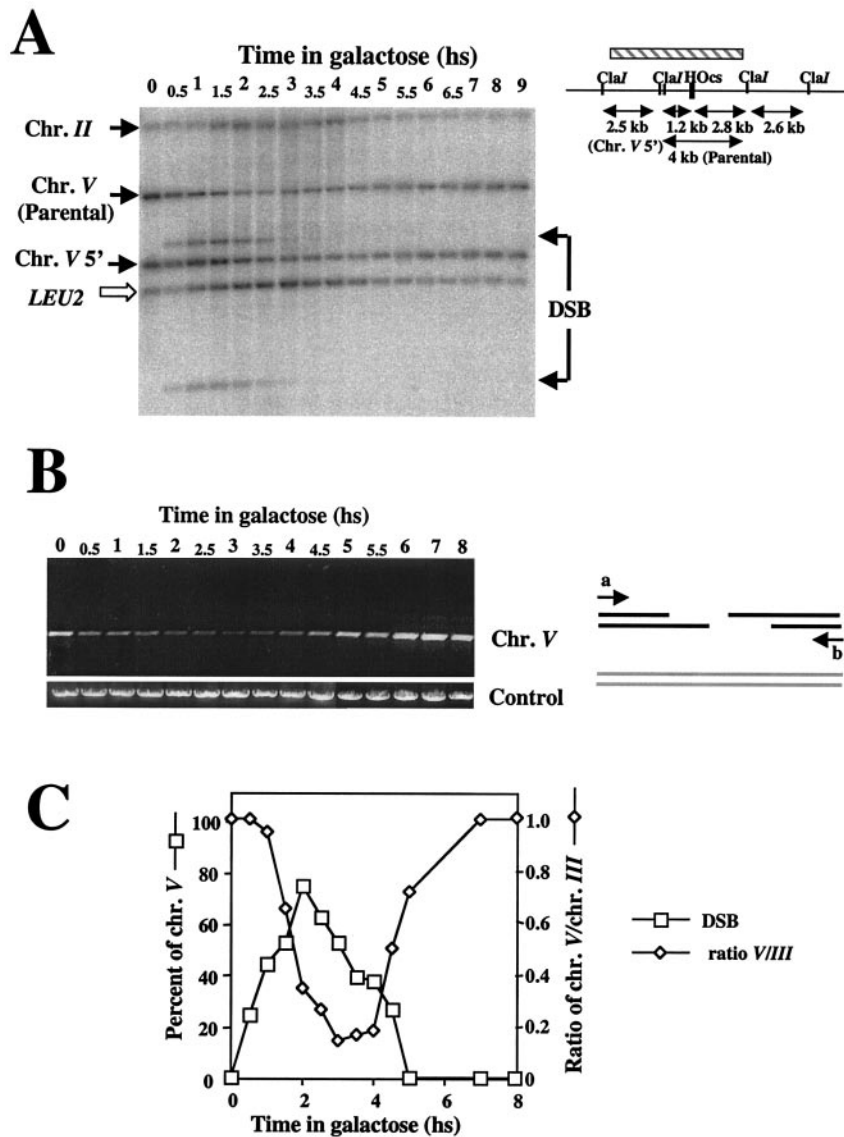 A
Time in galactose (hs)
0 0.5 1 1.5 2 2.5 3 3.5 4 4.5 5 5.5 6 6.5 7 8 9
Chr. II
Chr. V
(Parental)
Chr. V 5'
LEU2
DSB
ClaI ClaI HOcs ClaI ClaI
2.5 kb 1.2 kb 2.8 kb 2.6 kb
(Chr. V 5')
4 kb (Parental)
B
Time in galactose (hs)
0 0.5 1 1.5 2 2.5 3 3.5 4 4.5 5 5.5 6 7 8
Chr. V
Control
a
b
C
Percent of chr. V
100
80
60
40
20
0
Ratio of chr. V/chr. III
1.0
0.8
0.6
0.4
0.2
0
0 2 4 6 8
Time in galactose (hs)
DSB
ratio V/III